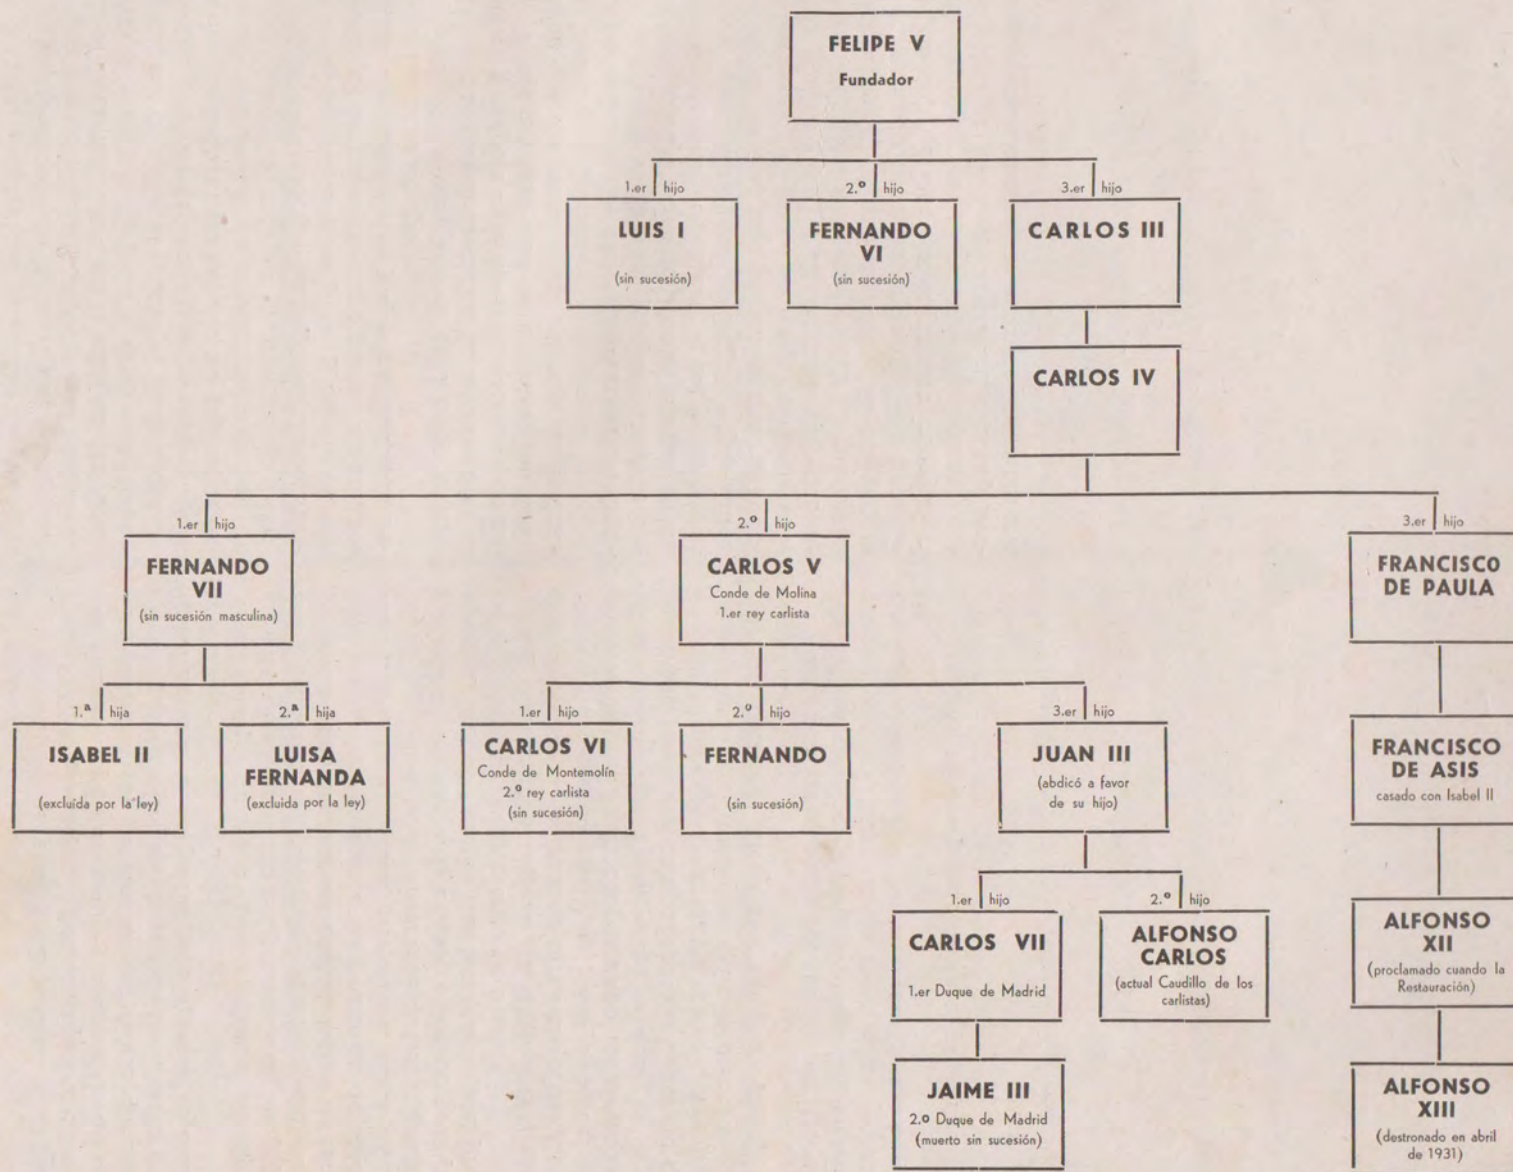 FELIPE V
Fundador
1.er hijo
2.º hijo
3.er hijo
LUIS I
(sin sucesión)
FERNANDO
VI
(sin sucesión)
CARLOS III
CARLOS IV
1.er hijo
2.º hijo
3.er hijo
FERNANDO
VII
(sin sucesión masculina)
CARLOS V
Conde de Molina
1.er rey carlista
FRANCISCO
DE PAULA
1.ª hija
2.ª hija
1.er hijo
2.º hijo
3.er hijo
ISABEL II
(excluída por la ley)
LUISA
FERNANDA
(excluida por la ley)
CARLOS VI
Conde de Montemolín
2.º rey carlista
(sin sucesión)
FERNANDO
(sin sucesión)
JUAN III
(abdicó a favor
de su hijo)
FRANCISCO
DE ASIS
casado con Isabel II
1.er hijo
2.º hijo
CARLOS VII
1.er Duque de Madrid
ALFONSO
CARLOS
(actual Caudillo de los
carlistas)
ALFONSO
XII
(proclamado cuando la
Restauración)
JAIME III
2.º Duque de Madrid
(muerto sin sucesión)
ALFONSO
XIII
(destronado en abril
de 1931)